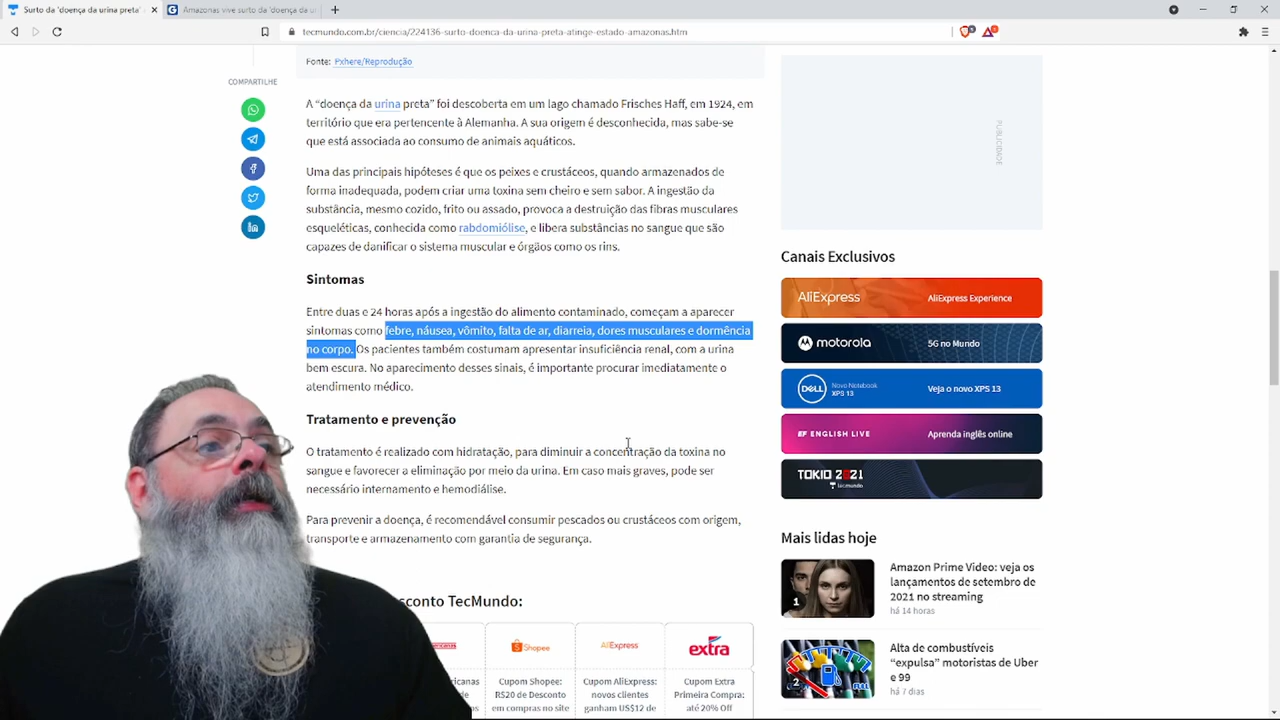 Surto da 'doença da urina preta'
Amazonas vive surto da 'doença da ur
tecmundo.com.br/ciencia/224136-surto-doenca-da-urina-preta-atinge-estado-amazonas.htm
Fonte: Pxhere/Reprodução
COMPARTILHE
A “doença da urina preta” foi descoberta em um lago chamado Frisches Haff, em 1924, em
território que era pertencente à Alemanha. A sua origem é desconhecida, mas sabe-se
que está associada ao consumo de animais aquáticos.
Uma das principais hipóteses é que os peixes e crustáceos, quando armazenados de
forma inadequada, podem criar uma toxina sem cheiro e sem sabor. A ingestão da
substância, mesmo cozido, frito ou assado, provoca a destruição das fibras musculares
esqueléticas, conhecida como rabdomiólise, e libera substâncias no sangue que são
capazes de danificar o sistema muscular e órgãos como os rins.
Sintomas
Entre duas e 24 horas após a ingestão do alimento contaminado, começam a aparecer
sintomas como febre, náusea, vômito, falta de ar, diarreia, dores musculares e dormência
no corpo. Os pacientes também costumam apresentar insuficiência renal, com a urina
bem escura. No aparecimento desses sinais, é importante procurar imediatamente o
atendimento médico.
Tratamento e prevenção
O tratamento é realizado com hidratação, para diminuir a concetração da toxina no
sangue e favorecer a eliminação por meio da urina. Em caso mais graves, pode ser
necessário internamento e hemodiálise.
Para prevenir a doença, é recomendável consumir pescados ou crustáceos com origem,
transporte e armazenamento com garantia de segurança.
sconto TecMundo:
Shopee
AliExpress
extra
ricanas
Cupom Shopee:
R$20 de Desconto
em compras no site
Cupom AliExpress:
novos clientes
ganham US$12 de
Cupom Extra
Primeira Compra:
até 20% Off
PUBLICIDADE
Canais Exclusivos
AliExpress AliExpress Experience
motorola 5G no Mundo
DELL Novo Notebook XPS 13 Veja o novo XPS 13
EF ENGLISH LIVE Aprenda inglês online
TOKIO 2021
tecmundo
Mais lidas hoje
1
Amazon Prime Video: veja os
lançamentos de setembro de
2021 no streaming
há 14 horas
2
Alta de combustíveis
“expulsa” motoristas de Uber
e 99
há 7 dias